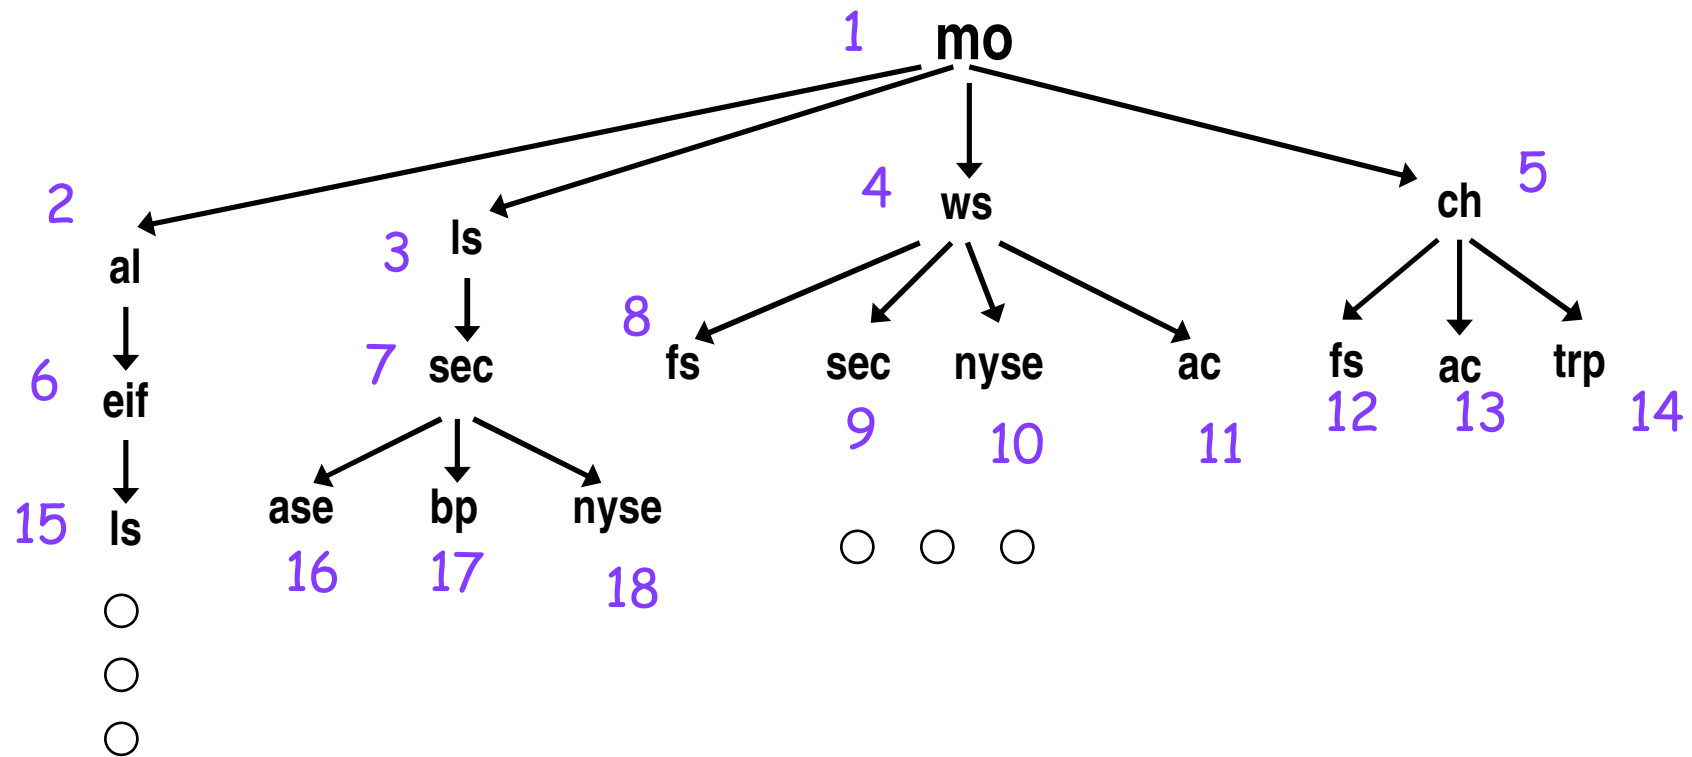 1 mo
2 al
3 ls
4 ws
5 ch
6 eif
7 sec
8 fs
sec
9
nyse
10
ac
11
fs
12
ac
13
trp
14
15 ls
ase
16
bp
17
nyse
18